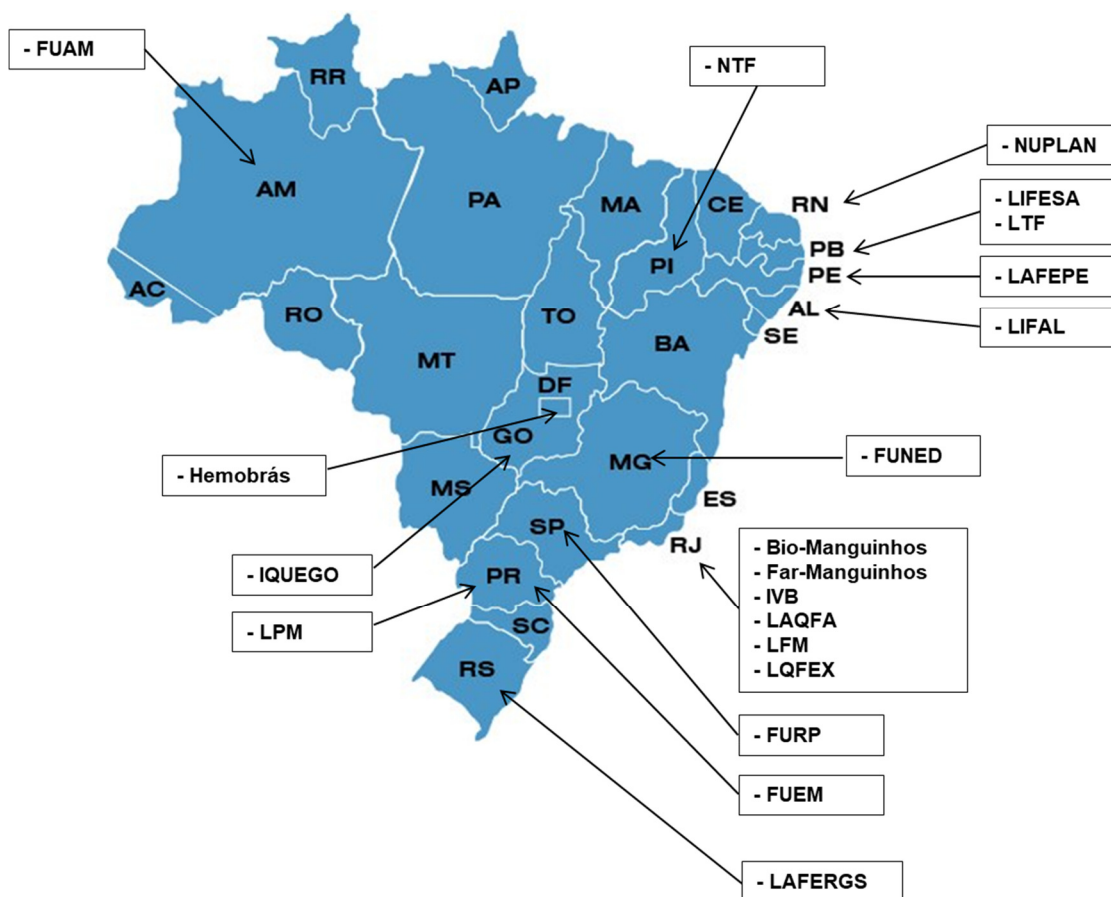 - FUAM
RR
AP
- NTF
- NUPLAN
AM
PA
MA
CE
RN
- LIFESA
- LTF
PB
PI
PE
- LAFEPE
AC
RO
TO
AL
- LIFAL
SE
BA
MT
DF
GO
- Hemobrás
MG
- FUNED
MS
ES
SP
RJ
- Bio-Manguinhos
- Far-Manguinhos
- IVB
- LAQFA
- LFM
- LQFEX
- IQUEGO
PR
- LPM
SC
RS
- FURP
- FUEM
- LAFERGS